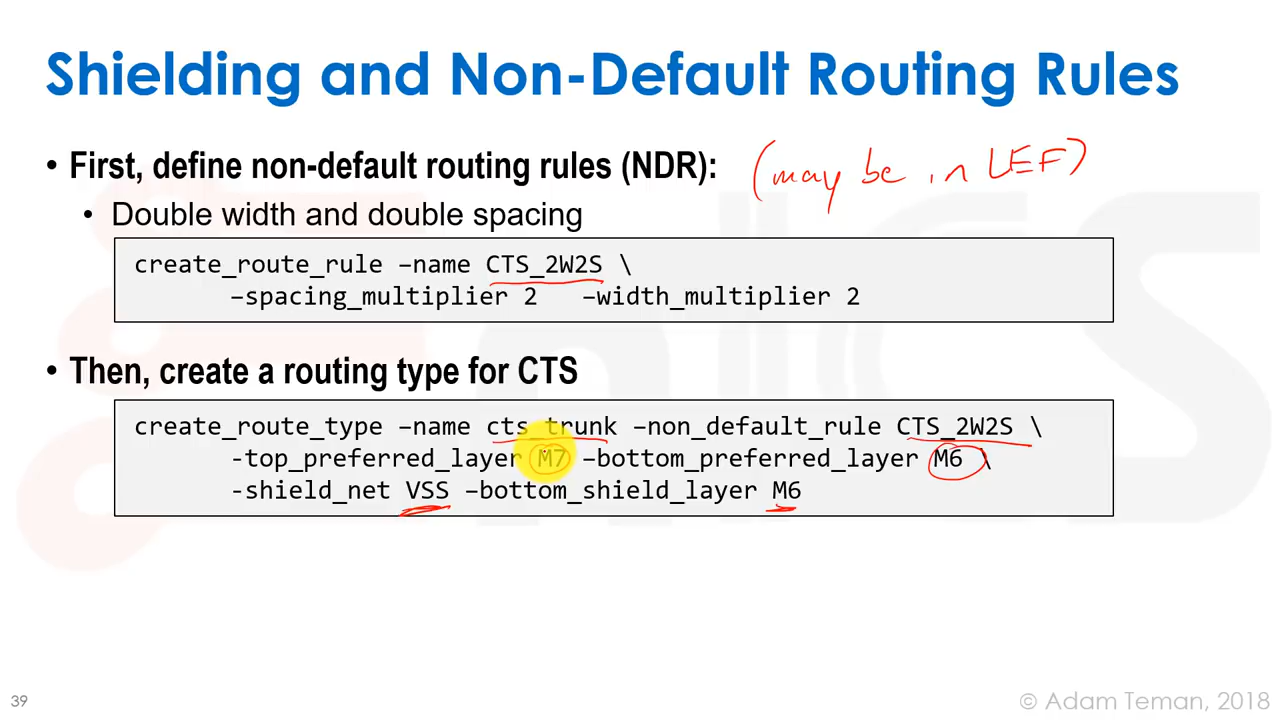 Shielding and Non-Default Routing Rules
• First, define non-default routing rules (NDR): (may be in LEF)
• Double width and double spacing
create_route_rule –name CTS_2W2S \
–spacing_multiplier 2 –width_multiplier 2
• Then, create a routing type for CTS
create_route_type –name cts_trunk –non_default_rule CTS_2W2S \
-top_preferred_layer M7 –bottom_preferred_layer M6 \
-shield_net VSS –bottom_shield_layer M6
39
© Adam Teman, 2018